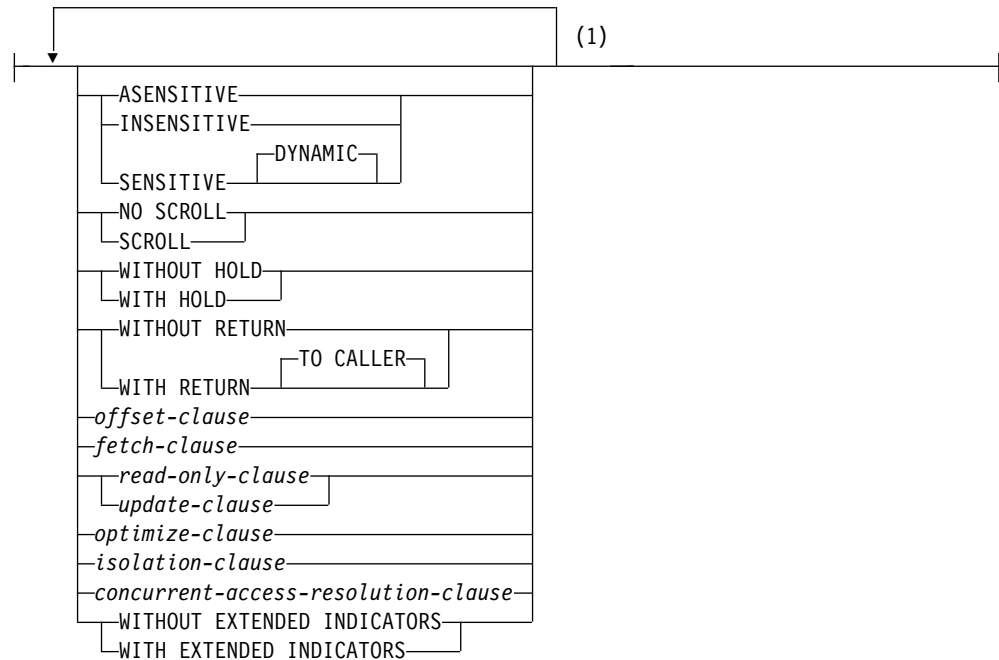 (1)
ASENSITIVE
INSENSITIVE
DYNAMIC
SENSITIVE
NO SCROLL
SCROLL
WITHOUT HOLD
WITH HOLD
WITHOUT RETURN
TO CALLER
WITH RETURN
offset-clause
fetch-clause
read-only-clause
update-clause
optimize-clause
isolation-clause
concurrent-access-resolution-clause
WITHOUT EXTENDED INDICATORS
WITH EXTENDED INDICATORS